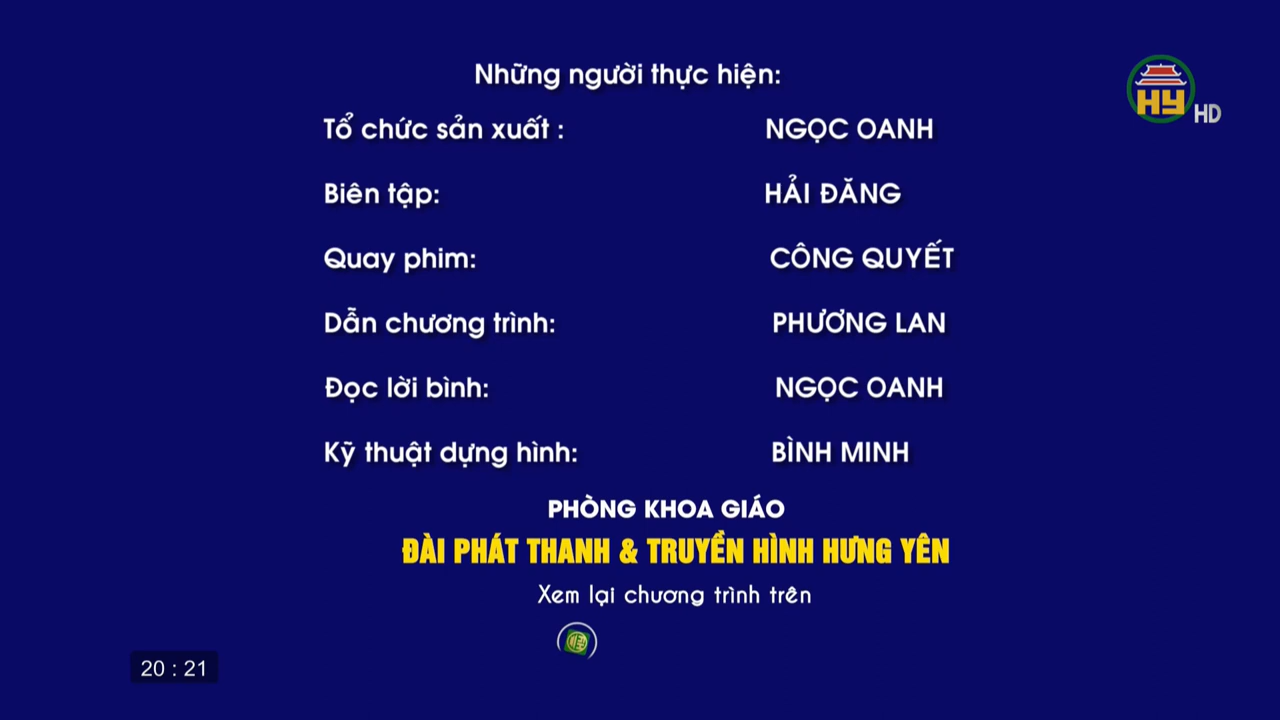 Những người thực hiện:
HY HD
Tổ chức sản xuất : NGỌC OANH
Biên tập: HẢI ĐĂNG
Quay phim: CÔNG QUYẾT
Dẫn chương trình: PHƯƠNG LAN
Đọc lời bình: NGỌC OANH
Kỹ thuật dựng hình: BÌNH MINH
PHÒNG KHOA GIÁO
ĐÀI PHÁT THANH & TRUYỀN HÌNH HƯNG YÊN
Xem lại chương trình trên
20 : 21